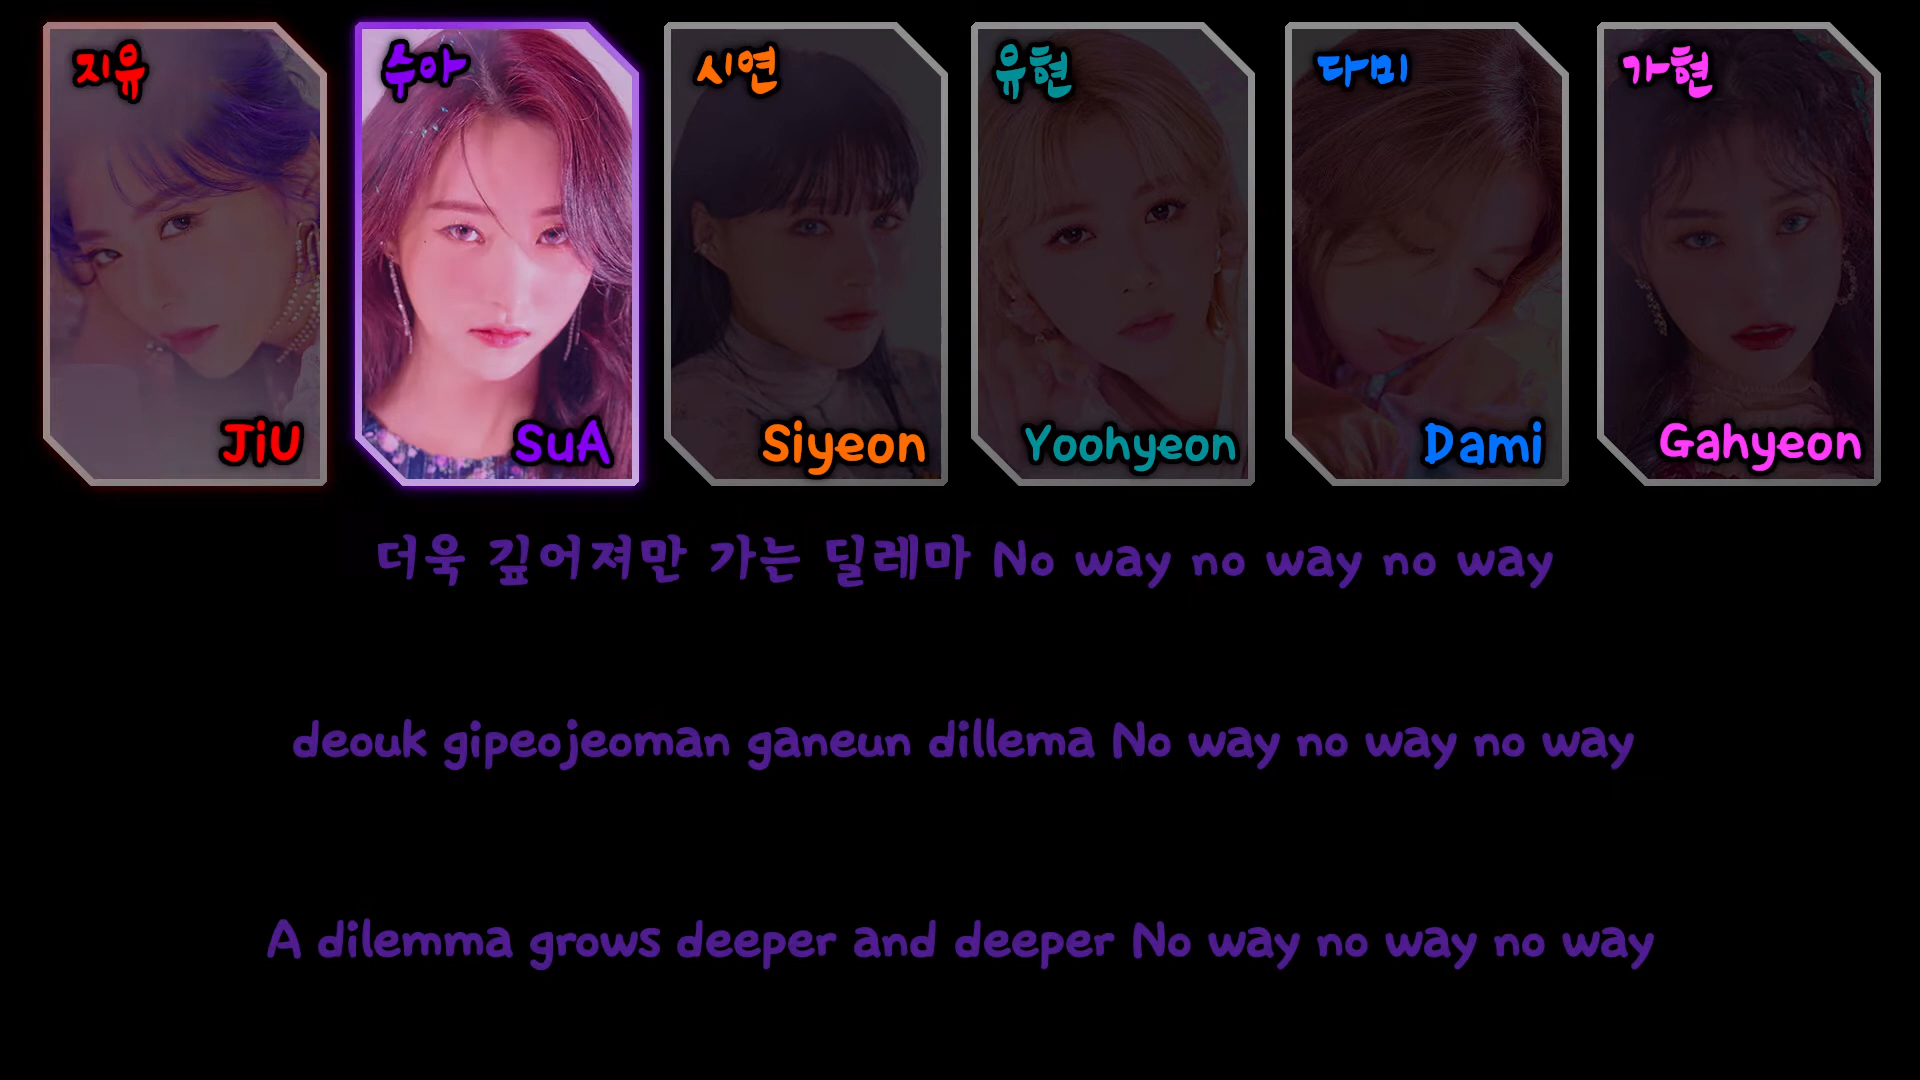 지유 수아 시연 유현 다미 가현
JiU SuA Siyeon Yoohyeon Dami Gahyeon
더욱 깊어져만 가는 딜레마 No way no way no way
deouk gipeojeoman ganeun dillema No way no way no way
A dilemma grows deeper and deeper No way no way no way